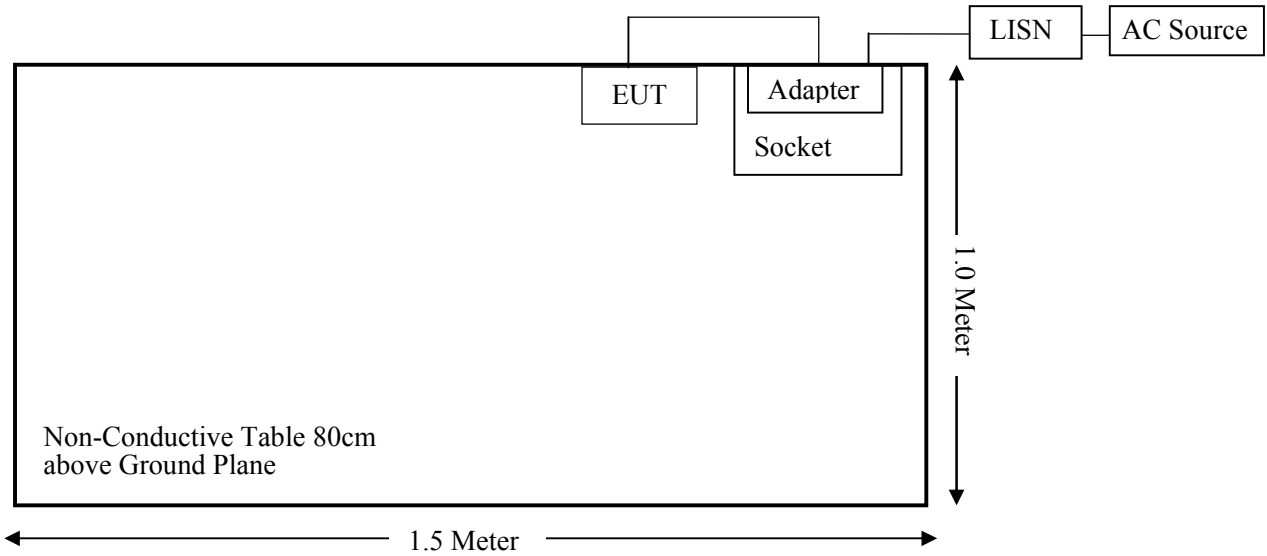 LISN
AC Source
EUT
Adapter
Socket
1.0 Meter
Non-Conductive Table 80cm
above Ground Plane
1.5 Meter